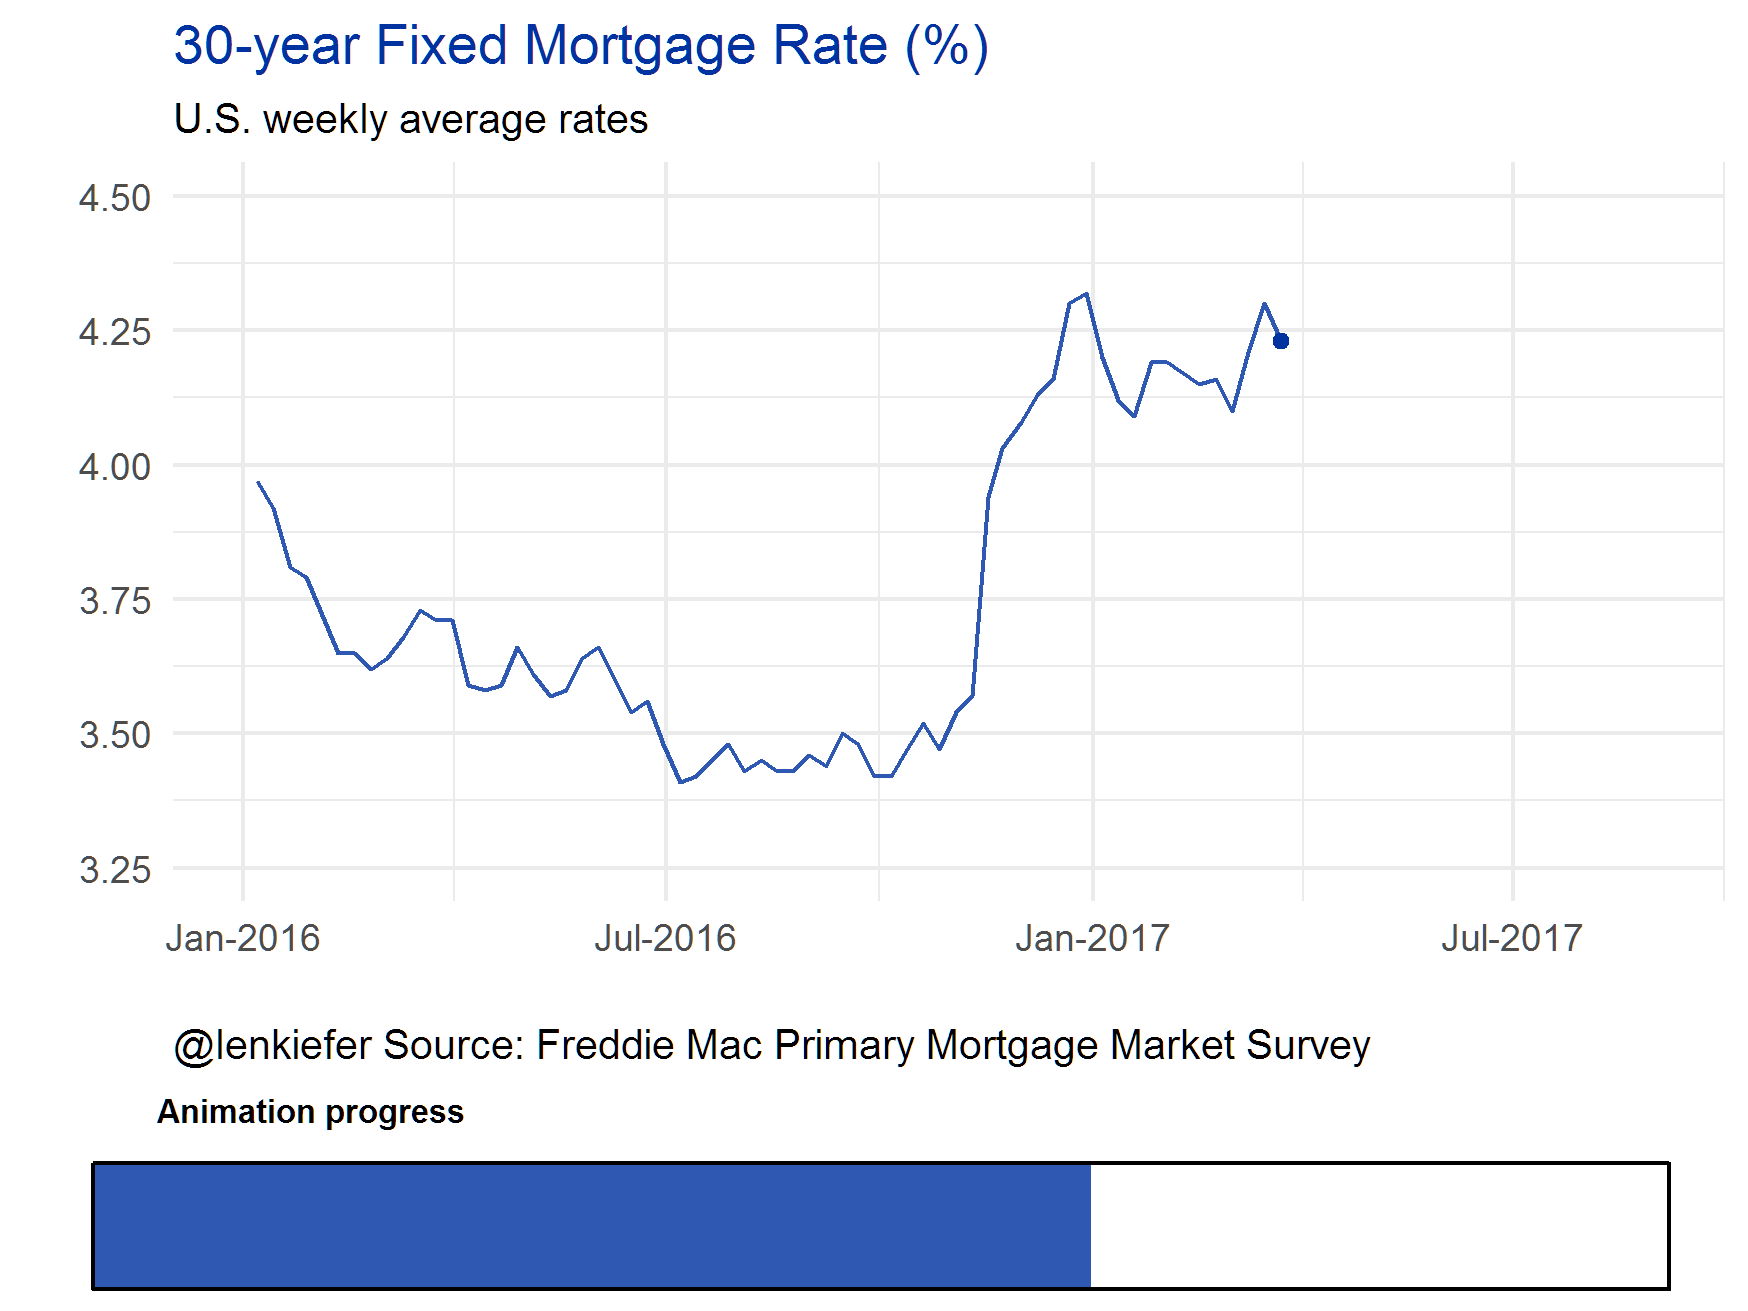 30-year Fixed Mortgage Rate (%)
U.S. weekly average rates
4.50
4.25
4.00
3.75
3.50
3.25
Jan-2016 Jul-2016 Jan-2017 Jul-2017
@lenkiefer Source: Freddie Mac Primary Mortgage Market Survey
Animation progress